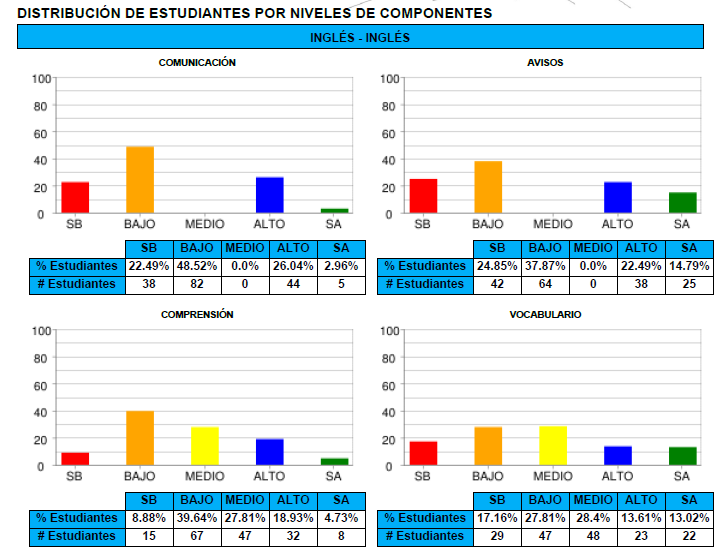 DISTRIBUCIÓN DE ESTUDIANTES POR NIVELES DE COMPONENTES
INGLÉS - INGLÉS
COMUNICACIÓN
100
80
60
40
20
0
SB BAJO MEDIO ALTO SA
SB BAJO MEDIO ALTO SA
% Estudiantes 22.49% 48.52% 0.0% 26.04% 2.96%
# Estudiantes 38 82 0 44 5
AVISOS
100
80
60
40
20
0
SB BAJO MEDIO ALTO SA
SB BAJO MEDIO ALTO SA
% Estudiantes 24.85% 37.87% 0.0% 22.49% 14.79%
# Estudiantes 42 64 0 38 25
COMPRENSIÓN
100
80
60
40
20
0
SB BAJO MEDIO ALTO SA
SB BAJO MEDIO ALTO SA
% Estudiantes 8.88% 39.64% 27.81% 18.93% 4.73%
# Estudiantes 15 67 47 32 8
VOCABULARIO
100
80
60
40
20
0
SB BAJO MEDIO ALTO SA
SB BAJO MEDIO ALTO SA
% Estudiantes 17.16% 27.81% 28.4% 13.61% 13.02%
# Estudiantes 29 47 48 23 22